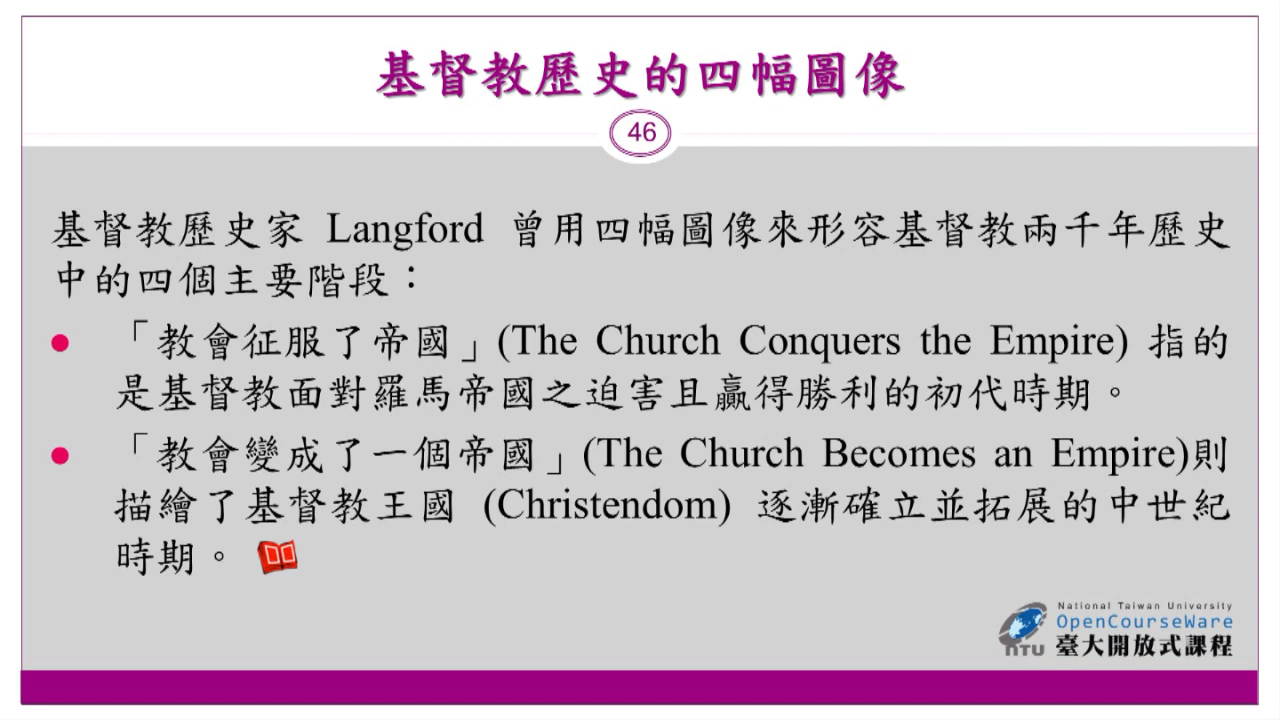 基督教歷史的四幅圖像
46
基督教歷史家 Langford 曾用四幅圖像來形容基督教兩千年歷史
中的四個主要階段：
● 「教會征服了帝國」(The Church Conquers the Empire) 指的
是基督教面對羅馬帝國之迫害且贏得勝利的初代時期。
● 「教會變成了一個帝國」(The Church Becomes an Empire)則
描繪了基督教王國 (Christendom) 逐漸確立並拓展的中世紀
時期。
National Taiwan University
OpenCourseWare
NTU 臺大開放式課程